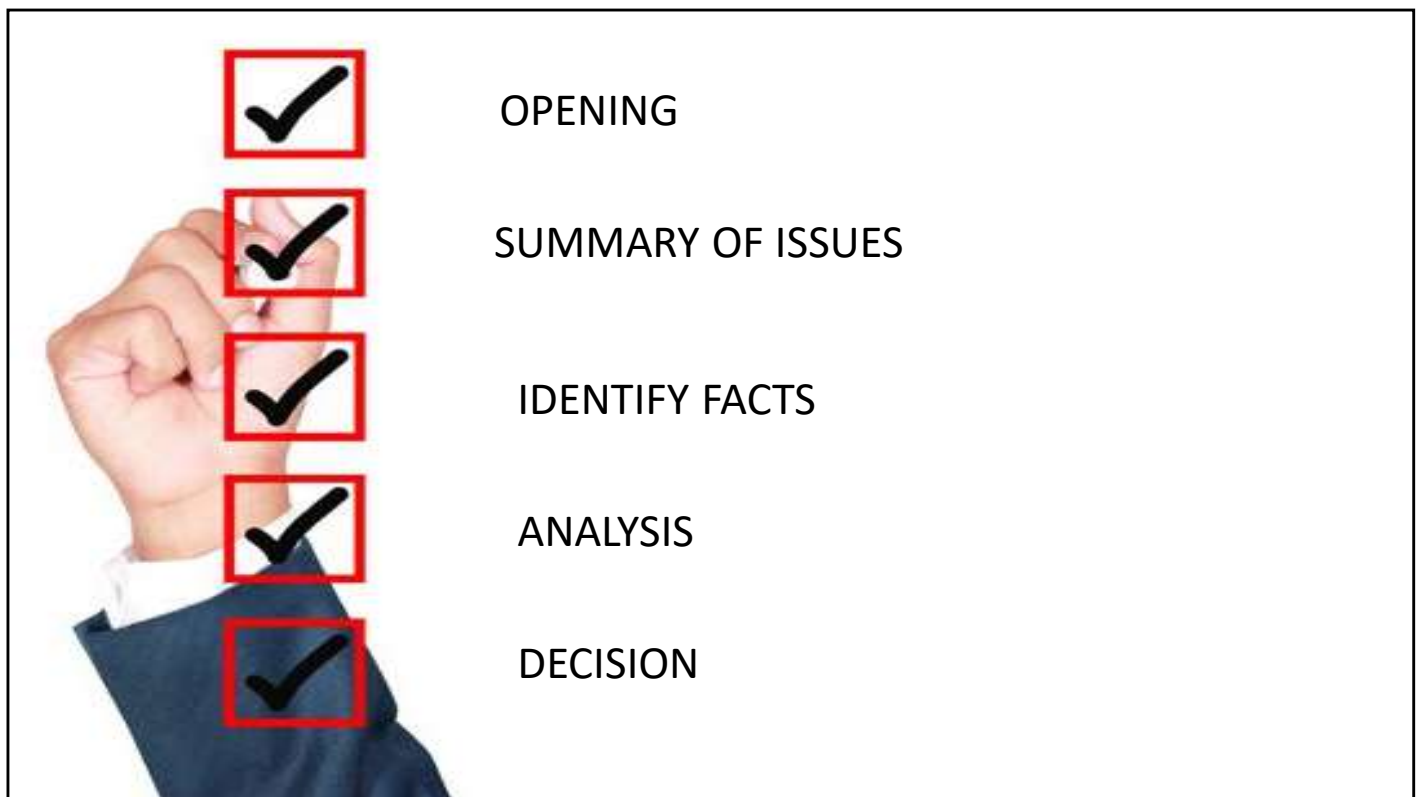 OPENING
SUMMARY OF ISSUES
IDENTIFY FACTS
ANALYSIS
DECISION